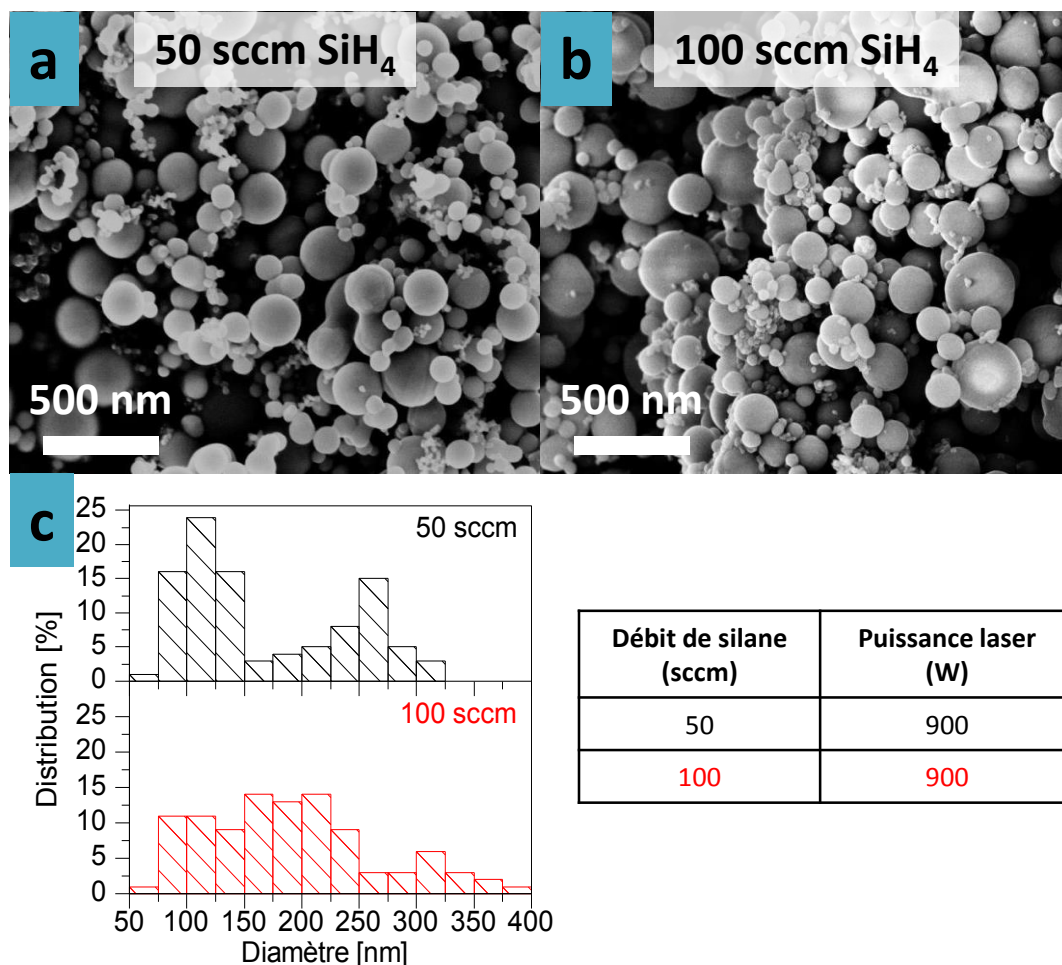 a
50 sccm SiH₄
b
100 sccm SiH₄
500 nm
500 nm
c
50 sccm
25
20
15
10
5
0
100 sccm
25
20
15
10
5
0
Distribution [%]
50 100 150 200 250 300 350 400
Diamètre [nm]
Débit de silane
(sccm)
Puissance laser
(W)
50 900
100 900